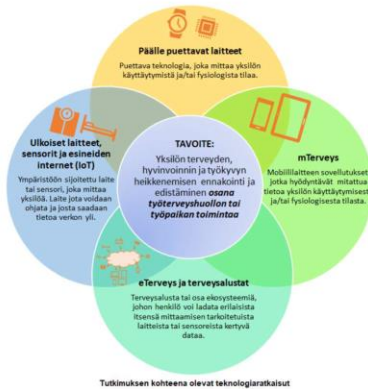 Päälle puettavat laitteet
Puettava teknologia, joka mittaa yksilön
käyttäytymistä ja/tai fysiologista tilaa.
Ulkoiset laitteet,
sensorit ja esineiden
internet (IoT)
Ympäristöön sijoitettu laite
tai sensori, joka mittaa
yksilöä. Laite jota voidaan
ohjata ja josta saadaan
tietoa verkon yli.
TAVOITE:
Yksilön terveyden,
hyvinvoinnin ja työkyvyn
heikkenemisen ennakointi ja
edistäminen osana
työterveyshuollon tai
työpaikan toimintaa
mTerveys
Mobiililaitteen sovellutukset
jotka hyödyntävät mitattua
tietoa yksilön käyttäytymisestä
ja/tai fysiologisesta tilasta.
eTerveys ja terveysalustat
Terveysalusta tai osa ekosysteemiä,
johon henkilö voi ladata erilaisista
itsensä mittaamisen tarkoitetuista
laitteista tai sensoreista kertyvä
dataa.
Tutkimuksen kohteena olevat teknologiaratkaisut